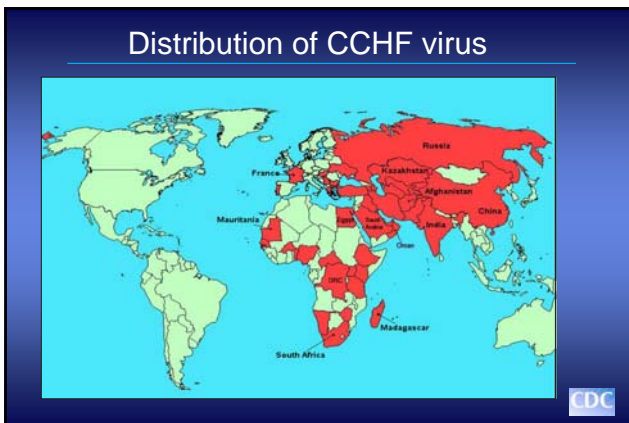 Distribution of CCHF virus
Russia
France
Kazakhstan
Afghanistan
Mauritania
Egypt
Saudi
Arabia
China
India
Oman
DRC
Madagascar
South Africa
CDC